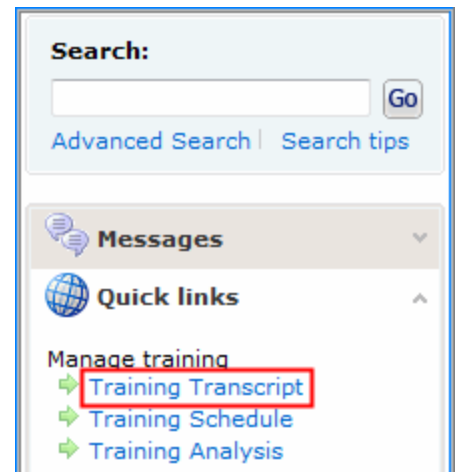 Search:
Go
Advanced Search Search tips
Messages
Quick links
Manage training
Training Transcript
Training Schedule
Training Analysis